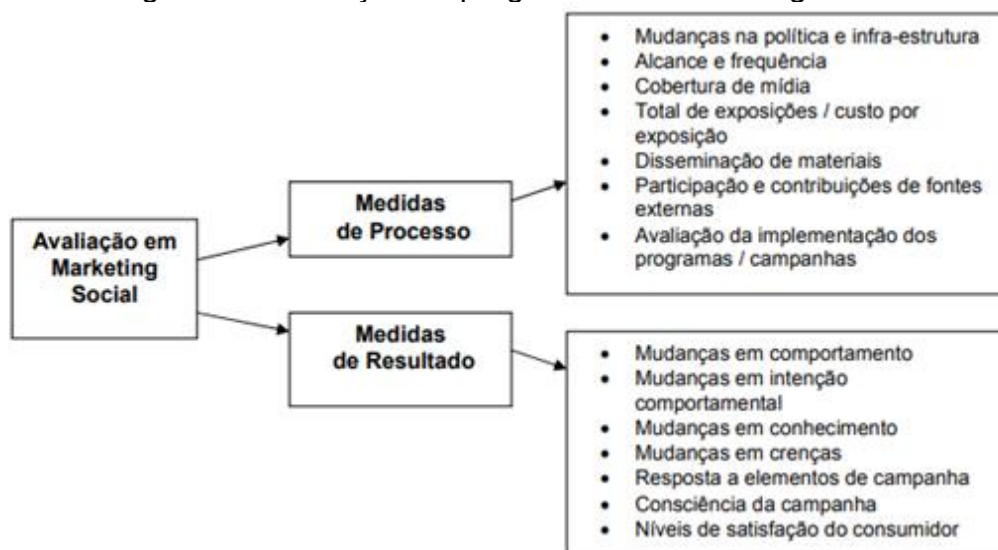 Avaliação em
Marketing
Social
Medidas
de Processo
• Mudanças na política e infra-estrutura
• Alcance e frequência
• Cobertura de mídia
• Total de exposições / custo por
exposição
• Disseminação de materiais
• Participação e contribuições de fontes
externas
• Avaliação da implementação dos
programas / campanhas
Medidas
de Resultado
• Mudanças em comportamento
• Mudanças em intenção
comportamental
• Mudanças em conhecimento
• Mudanças em crenças
• Resposta a elementos de campanha
• Consciência da campanha
• Níveis de satisfação do consumidor